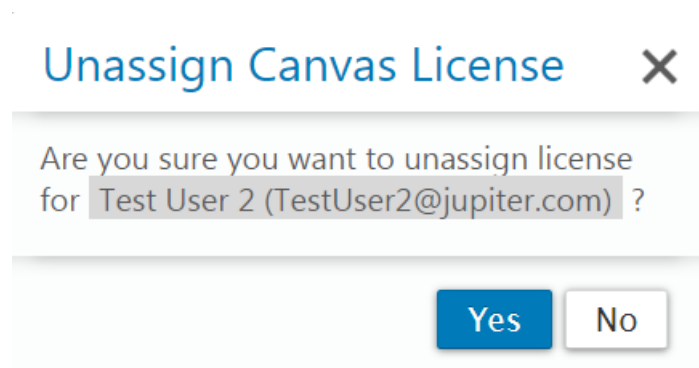 Unassign Canvas License
Are you sure you want to unassign license
for Test User 2 (TestUser2@jupiter.com) ?
Yes No